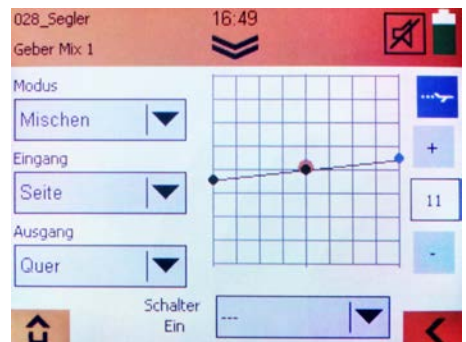 028_Segler
16:49
Geber Mix 1
Modus
Mischen
Eingang
Seite
+
11
Ausgang
-
Quer
Schalter
Ein
---